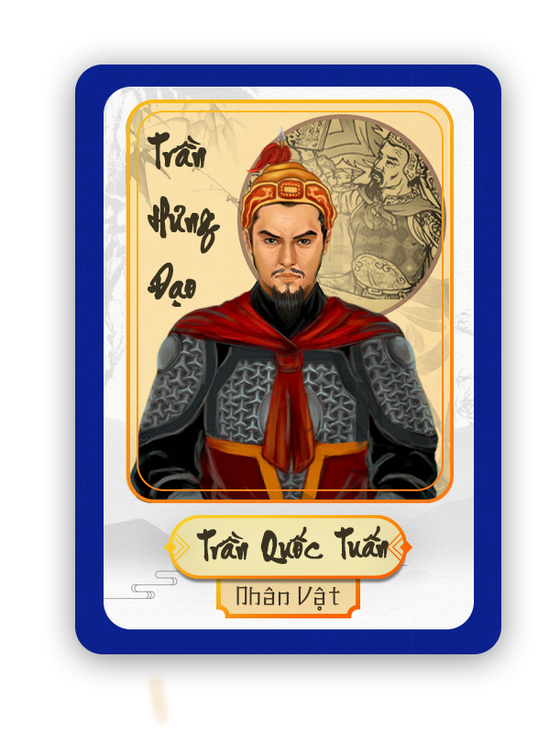 Trần
Hưng
Đạo
Trần Quốc Tuấn
Nhân Vật